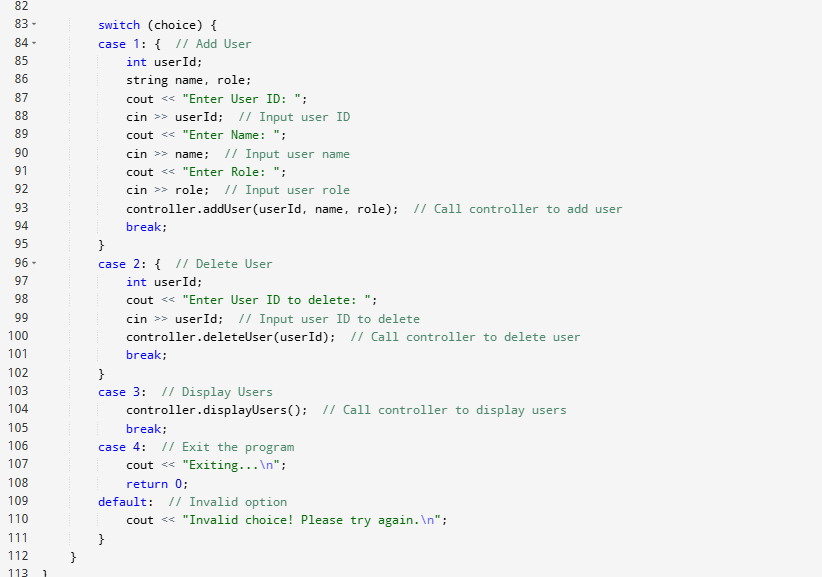 82
83 switch (choice) {
84 case 1: { // Add User
85 int userId;
86 string name, role;
87 cout << "Enter User ID: ";
88 cin >> userId; // Input user ID
89 cout << "Enter Name: ";
90 cin >> name; // Input user name
91 cout << "Enter Role: ";
92 cin >> role; // Input user role
93 controller.addUser(userId, name, role); // Call controller to add user
94 break;
95 }
96 case 2: { // Delete User
97 int userId;
98 cout << "Enter User ID to delete: ";
99 cin >> userId; // Input user ID to delete
100 controller.deleteUser(userId); // Call controller to delete user
101 break;
102 }
103 case 3: // Display Users
104 controller.displayUsers(); // Call controller to display users
105 break;
106 case 4: // Exit the program
107 cout << "Exiting...\n";
108 return 0;
109 default: // Invalid option
110 cout << "Invalid choice! Please try again.\n";
111 }
112 }
113 }